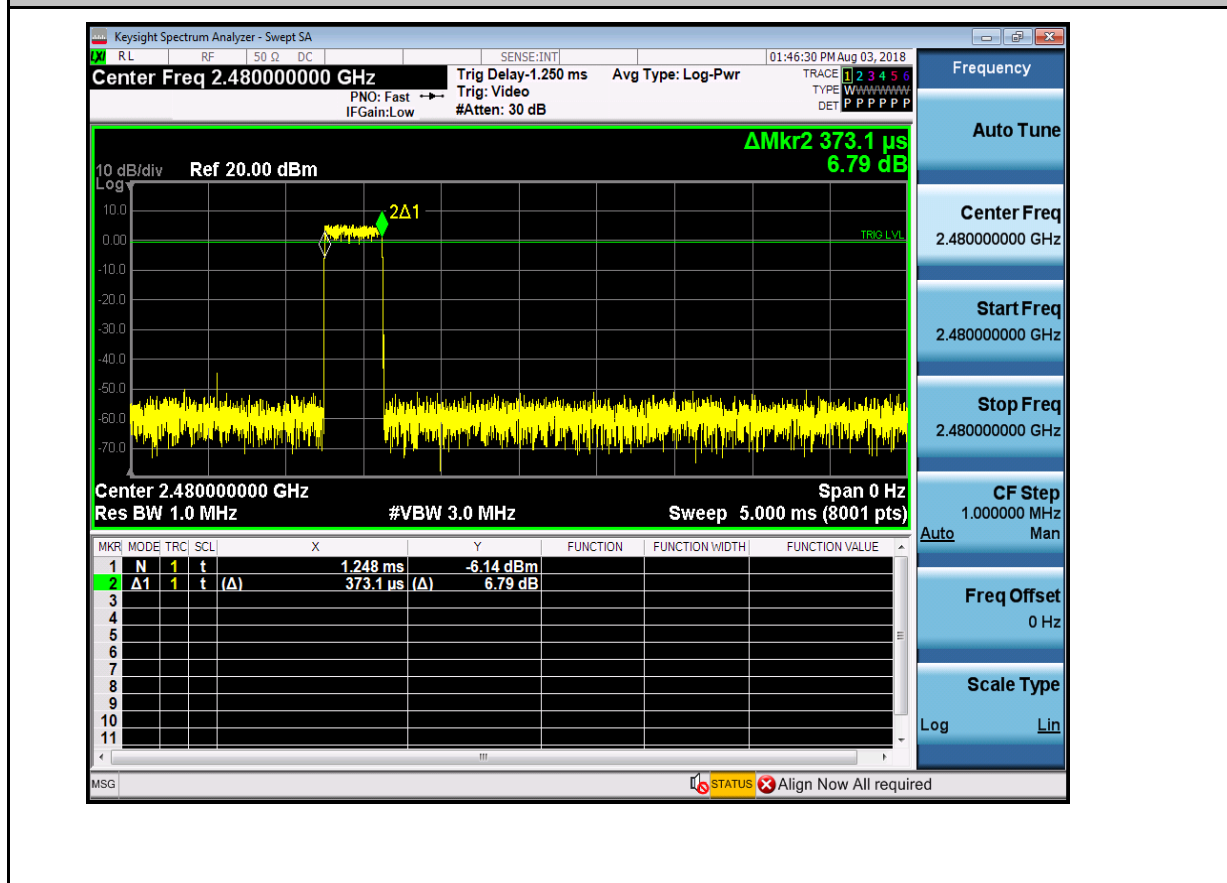 Keysight Spectrum Analyzer - Swept SA
LXI RL RF 50 Ω DC SENSE:INT 01:46:30 PM Aug 03, 2018
Center Freq 2.480000000 GHz Trig Delay-1.250 ms Avg Type: Log-Pwr TRACE 1 2 3 4 5 6
PNO: Fast Trig: Video TYPE WWWWWW
IFGain:Low #Atten: 30 dB DET P P P P P P
ΔMkr2 373.1 µs
6.79 dB
10 dB/div Ref 20.00 dBm
Log
10.0
0.00
-10.0
-20.0
-30.0
-40.0
-50.0
-60.0
-70.0
2Δ1
TRIG LVL
Center 2.480000000 GHz Span 0 Hz
Res BW 1.0 MHz #VBW 3.0 MHz Sweep 5.000 ms (8001 pts)
MKR MODE TRC SCL X Y FUNCTION FUNCTION WIDTH FUNCTION VALUE
1 N 1 t 1.248 ms -6.14 dBm
2 Δ1 1 t (Δ) 373.1 µs (Δ) 6.79 dB
3
4
5
6
7
8
9
10
11
MSG STATUS Align Now All required
Frequency
Auto Tune
Center Freq
2.480000000 GHz
Start Freq
2.480000000 GHz
Stop Freq
2.480000000 GHz
CF Step
1.000000 MHz
Auto Man
Freq Offset
0 Hz
Scale Type
Log Lin